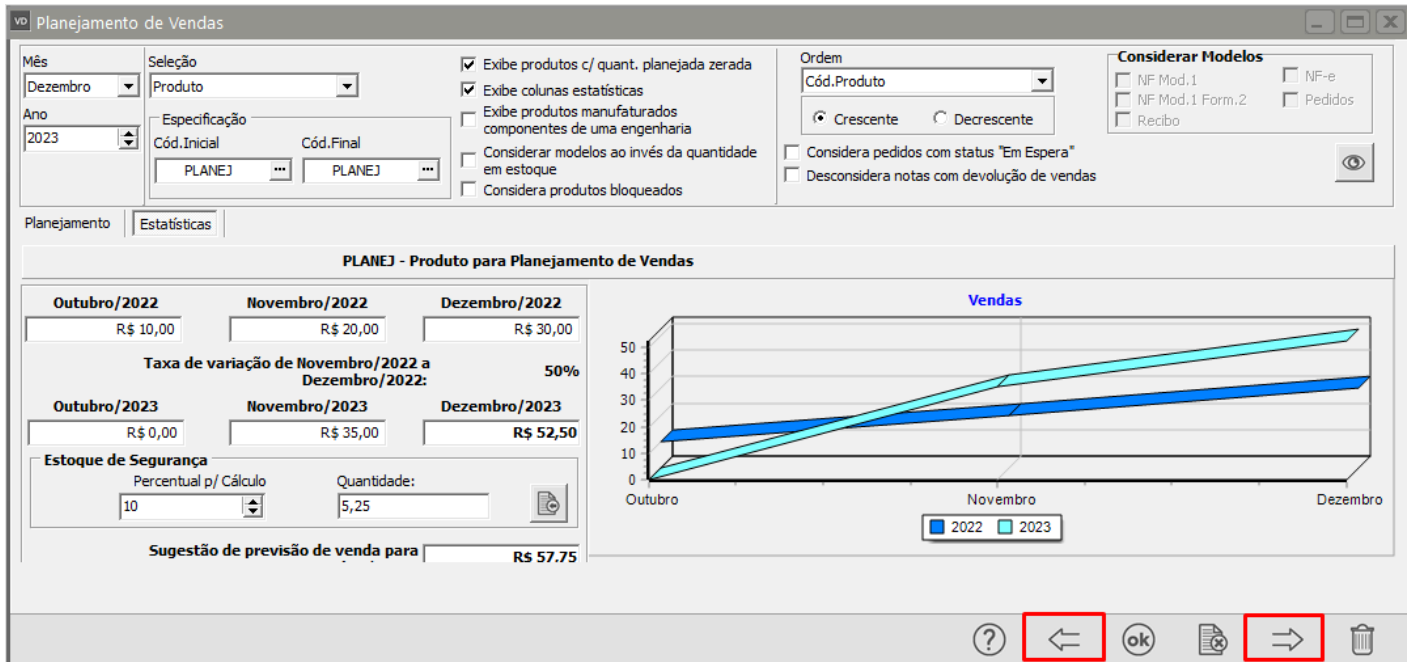 VD Planejamento de Vendas
Mês
Dezembro
Ano
2023
Seleção
Produto
Especificação
Cód.Inicial Cód.Final
PLANEJ ... PLANEJ ...
Exibe produtos c/ quant. planejada zerada
Exibe colunas estatísticas
Exibe produtos manufaturados
componentes de uma engenharia
Considerar modelos ao invés da quantidade
em estoque
Considera produtos bloqueados
Ordem
Cód.Produto
Crescente Decrescente
Considera pedidos com status "Em Espera"
Desconsidera notas com devolução de vendas
Considerar Modelos
NF Mod.1 NF-e
NF Mod.1 Form.2 Pedidos
Recibo
Planejamento Estatísticas
PLANEJ - Produto para Planejamento de Vendas
Outubro/2022 Novembro/2022 Dezembro/2022
R$ 10,00 R$ 20,00 R$ 30,00
Taxa de variação de Novembro/2022 a
Dezembro/2022: 50%
Outubro/2023 Novembro/2023 Dezembro/2023
R$ 0,00 R$ 35,00 R$ 52,50
Estoque de Segurança
Percentual p/ Cálculo Quantidade:
10 5,25
Sugestão de previsão de venda para R$ 57,75
Vendas
50
40
30
20
10
0
Outubro Novembro Dezembro
2022 2023
? ok